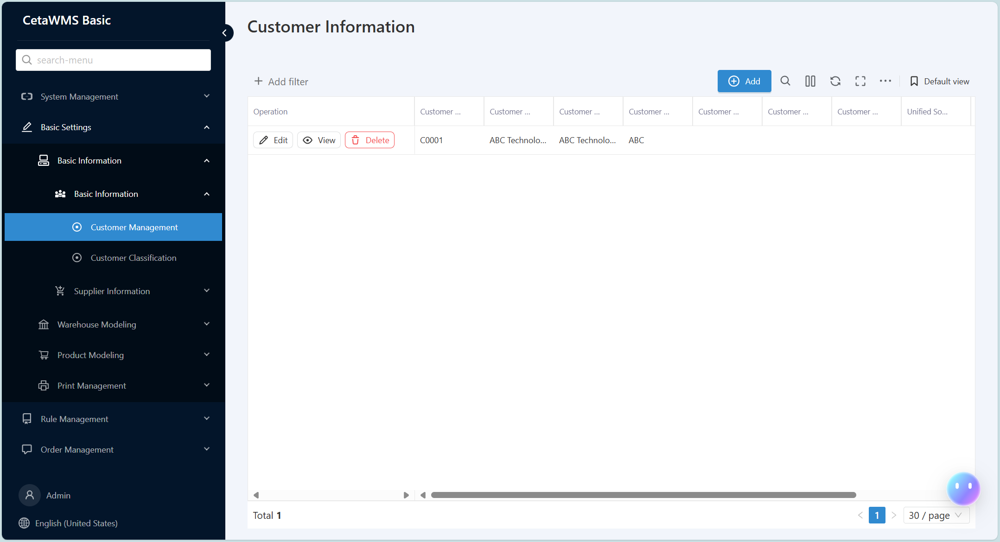 CetaWMS Basic
search-menu
System Management
Basic Settings
Basic Information
Basic Information
Customer Management
Customer Classification
Supplier Information
Warehouse Modeling
Product Modeling
Print Management
Rule Management
Order Management
Admin
English (United States)
Customer Information
Add filter
Add
Default view
Operation Customer ... Customer ... Customer ... Customer ... Customer ... Customer ... Customer ... Unified So...
Edit View Delete C0001 ABC Technolo... ABC Technolo... ABC
Total 1
1
30 / page